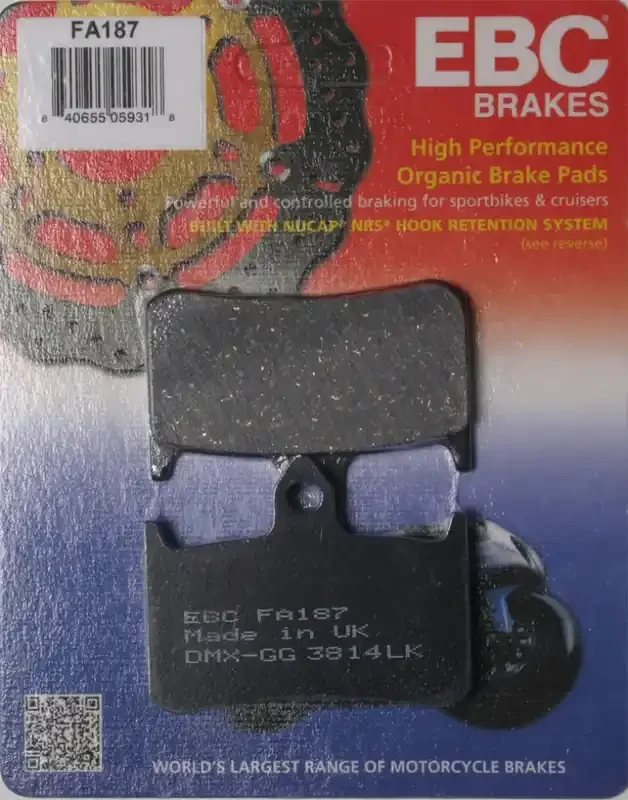 FA187
8 40655 05931 8
EBC
BRAKES
High Performance
Organic Brake Pads
Powerful and controlled braking for sportbikes & cruisers
BUILT WITH NUCAP® NRS® HOOK RETENTION SYSTEM
(see reverse)
EBC FA187
Made in UK
DMX-GG 3814LK
WORLD'S LARGEST RANGE OF MOTORCYCLE BRAKES